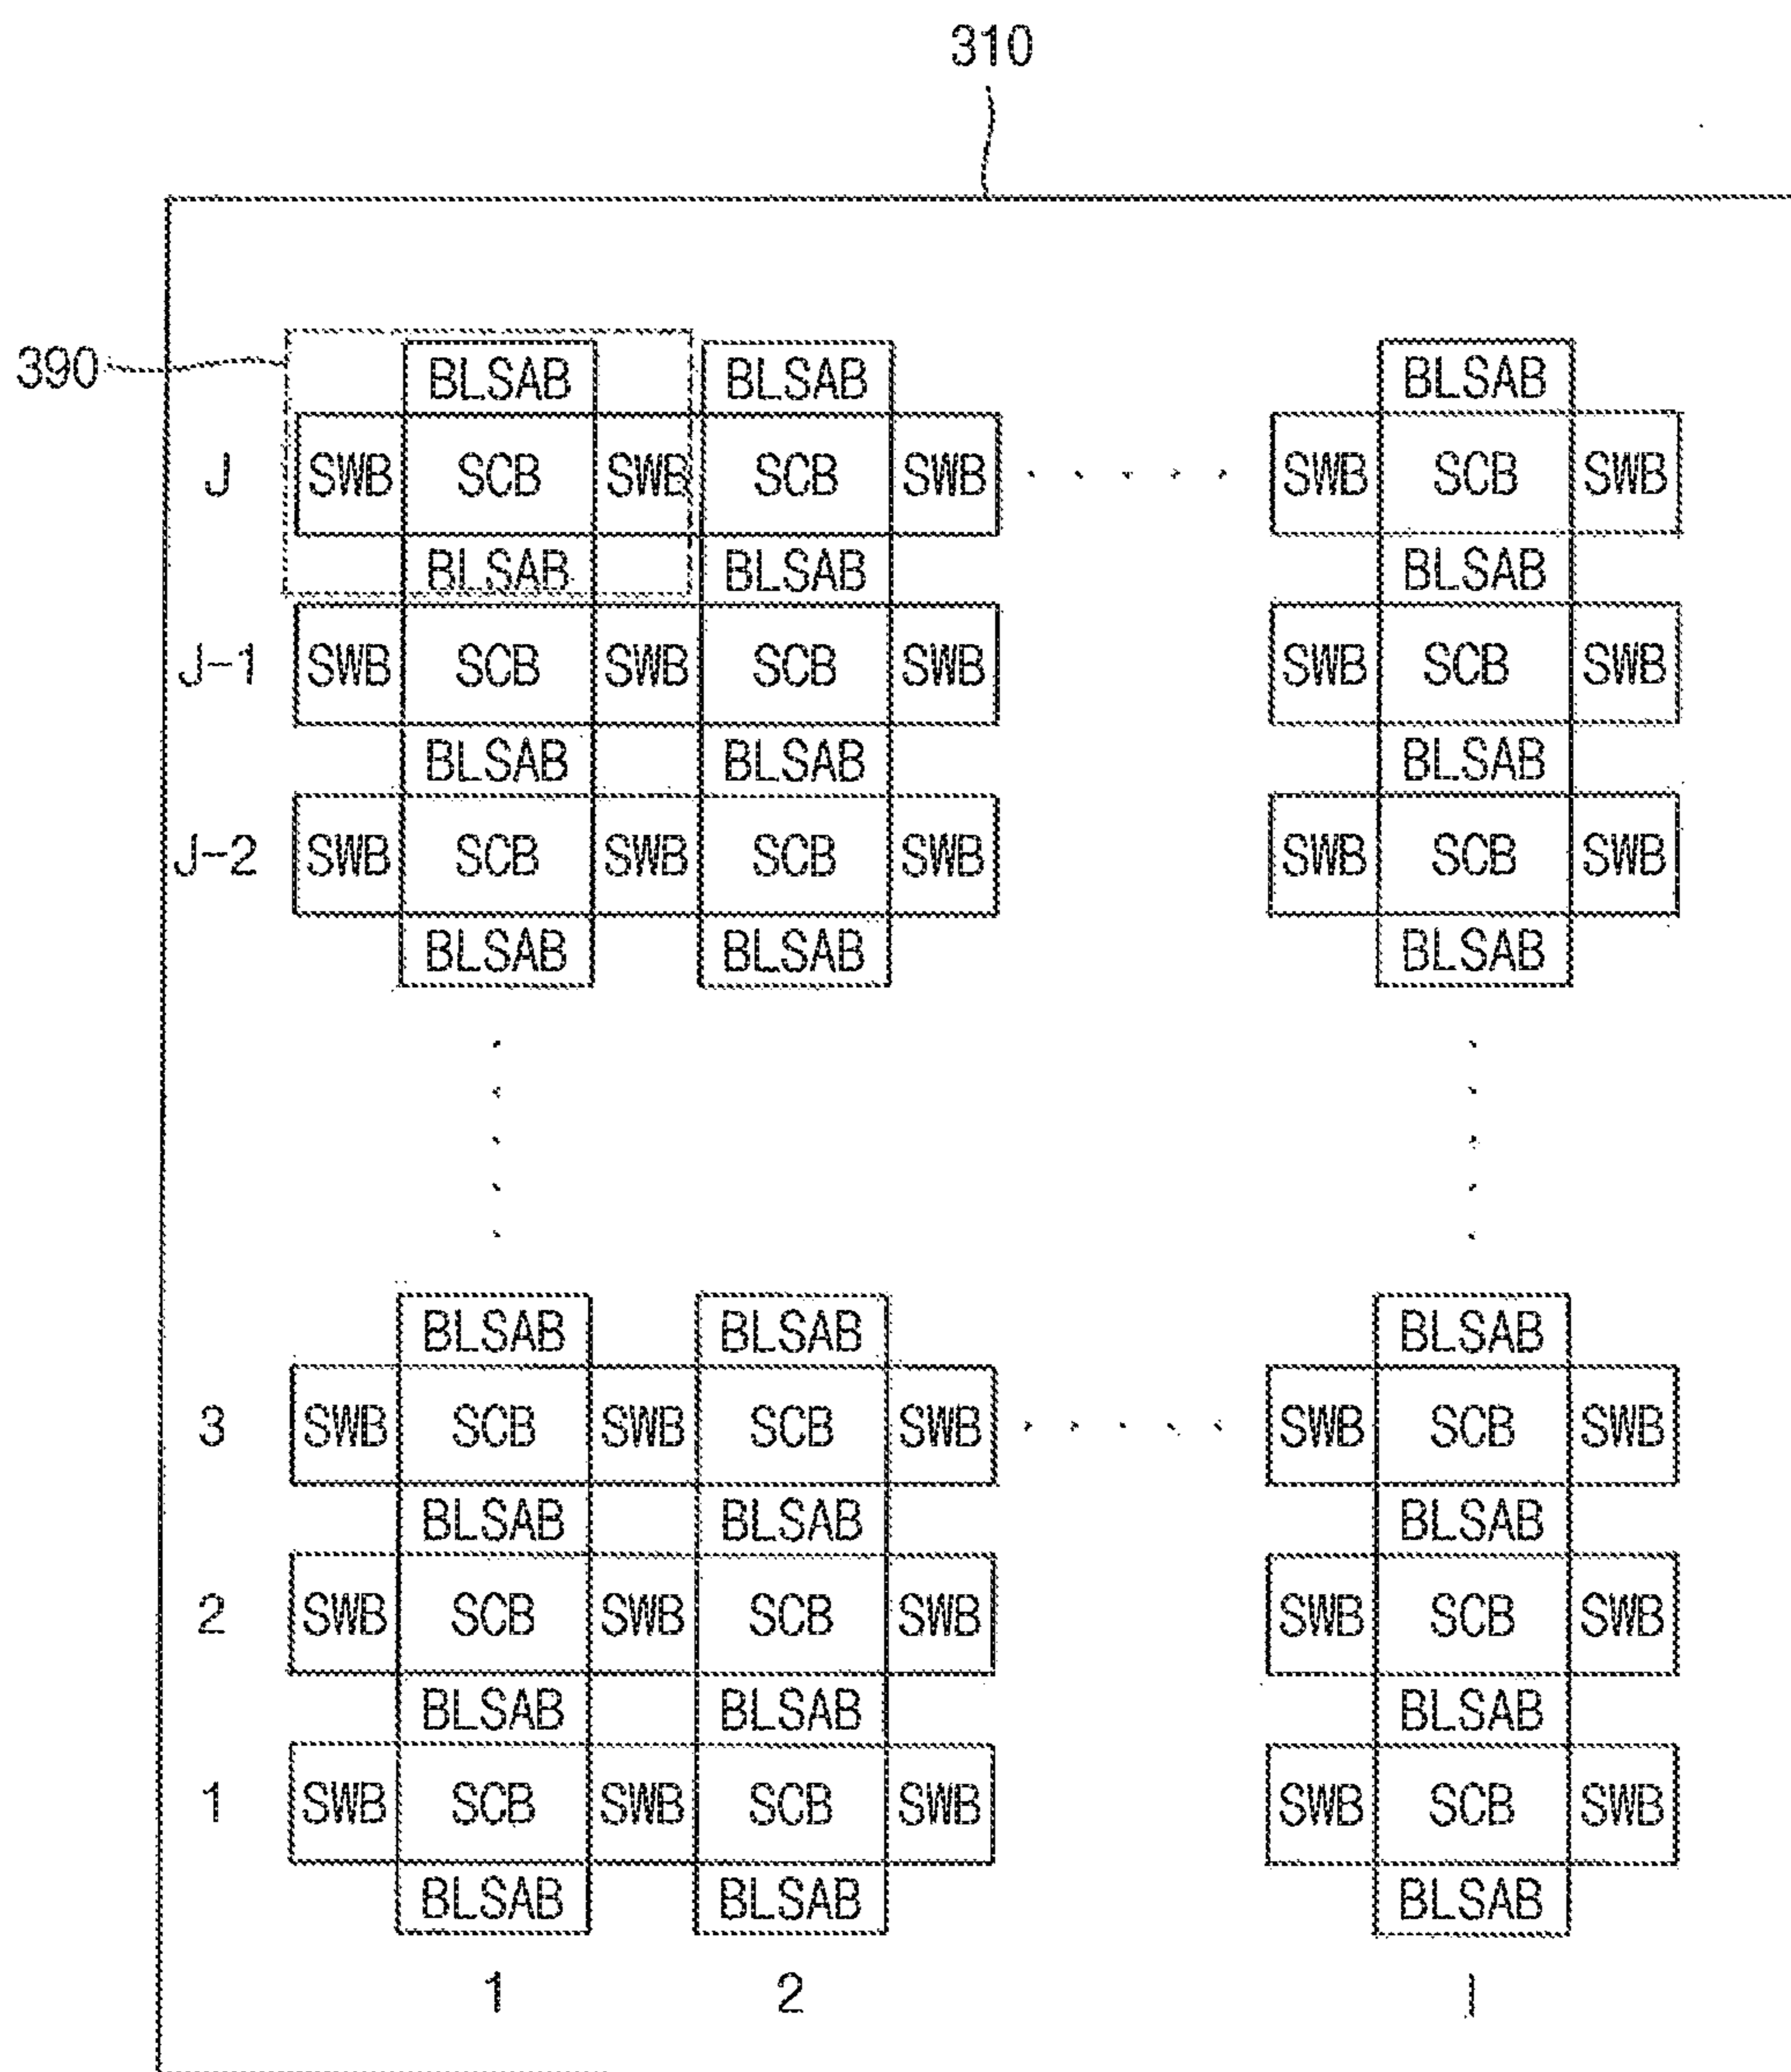 310
390
BLSAB BLSAB BLSAB
J SWB SCB SWB SCB SWB SWB SCB SWB
BLSAB BLSAB BLSAB
J-1 SWB SCB SWB SCB SWB SWB SCB SWB
BLSAB BLSAB BLSAB
J-2 SWB SCB SWB SCB SWB SWB SCB SWB
BLSAB BLSAB BLSAB
BLSAB BLSAB BLSAB
3 SWB SCB SWB SCB SWB SWB SCB SWB
BLSAB BLSAB BLSAB
2 SWB SCB SWB SCB SWB SWB SCB SWB
BLSAB BLSAB BLSAB
1 SWB SCB SWB SCB SWB SWB SCB SWB
BLSAB BLSAB BLSAB
1 2 I